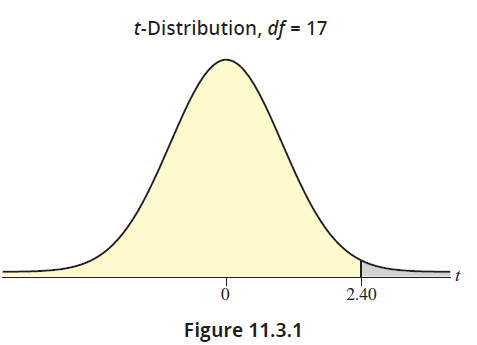 t-Distribution, df = 17
t
0 2.40
Figure 11.3.1